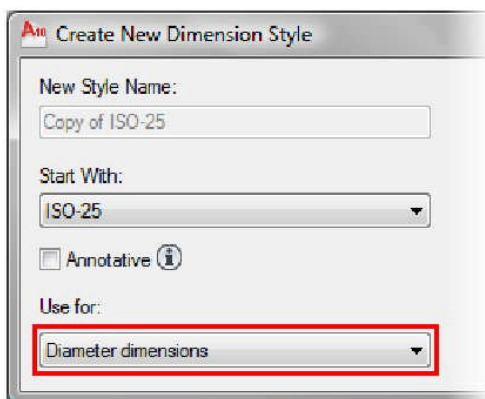 Create New Dimension Style
New Style Name:
Copy of ISO-25
Start With:
ISO-25
Annotative
Use for:
Diameter dimensions